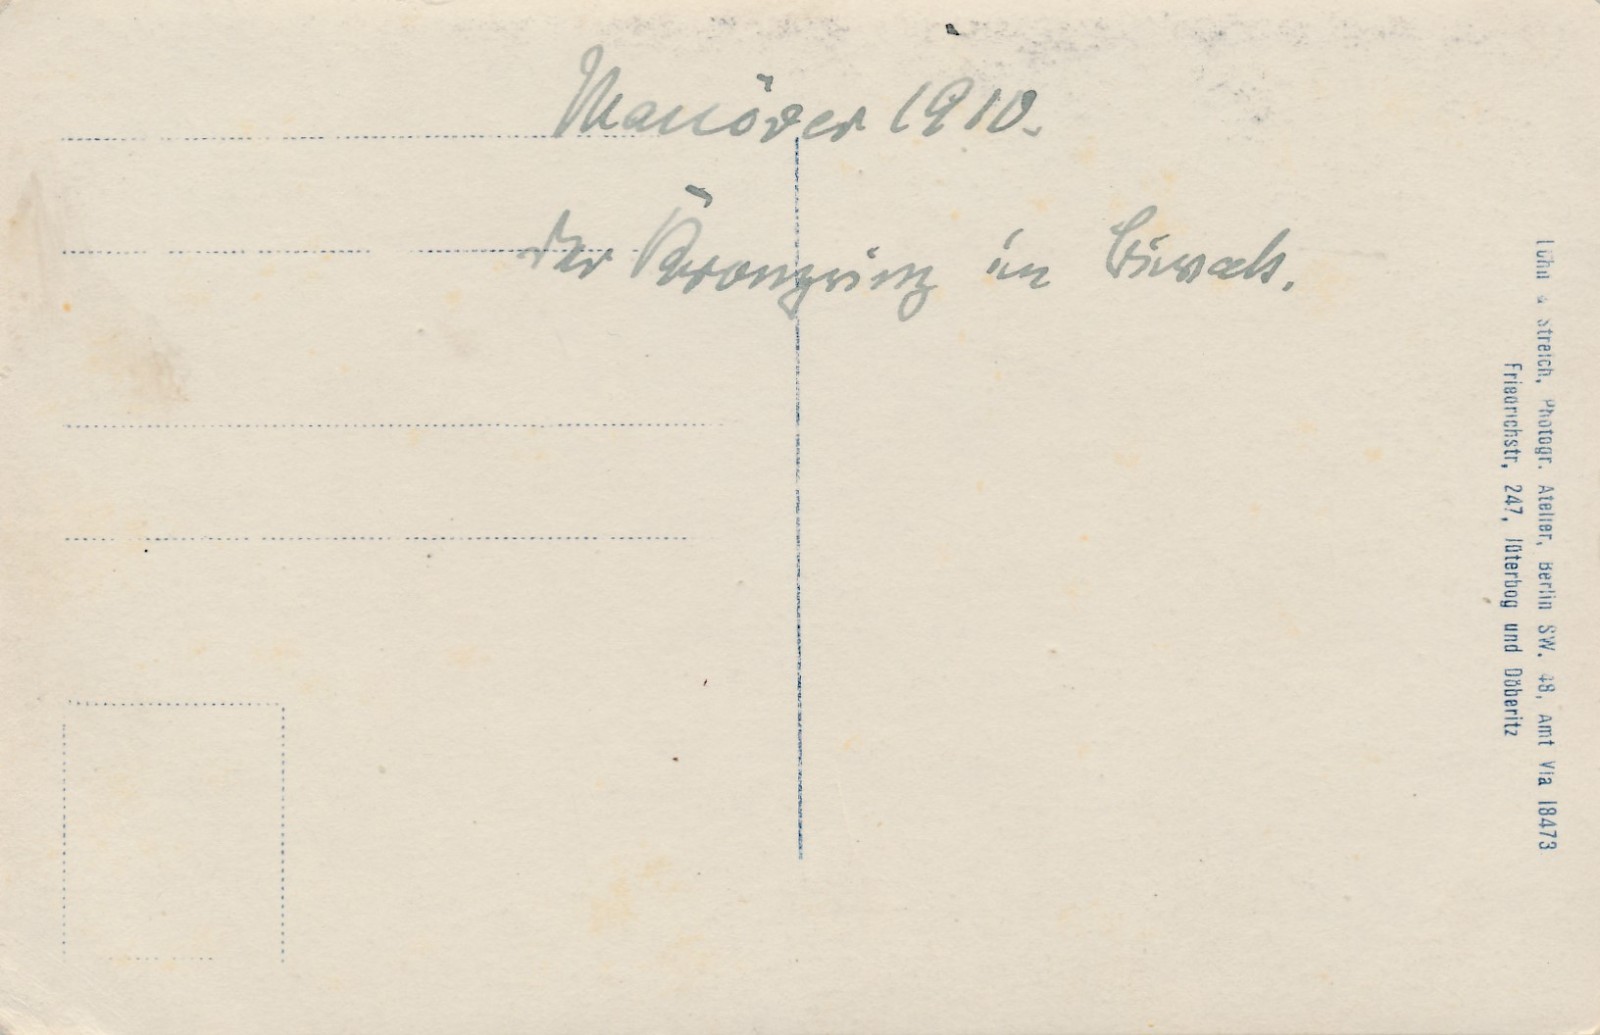 Manöver 1910.
Der Kronprinz im Biwak.
Kühn & Streich, Photogr. Atelier, Berlin SW. 48, Amt VIa 18473
Friedrichstr. 247, Jüterbog und Döberitz